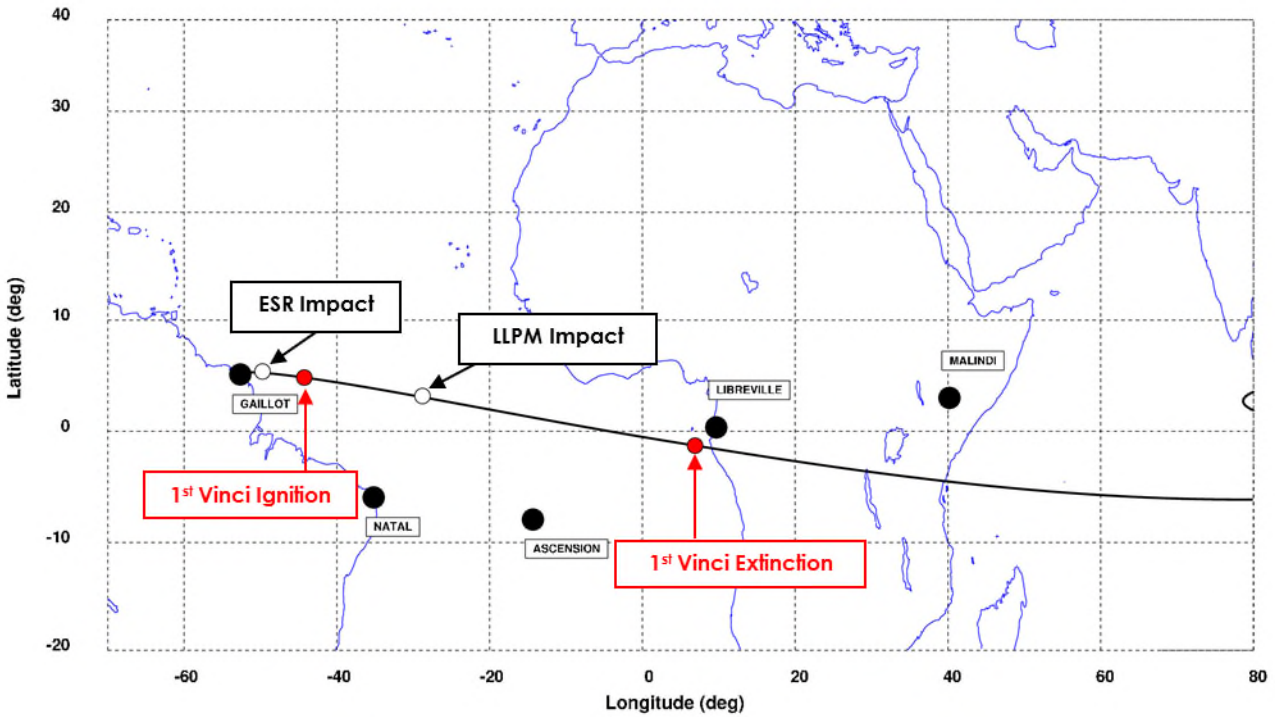 40
30
20
10
0
-10
-20
Latitude (deg)
ESR Impact
LLPM Impact
MALINDI
LIBREVILLE
GAILLOT
1st Vinci Ignition
NATAL
ASCENSION
1st Vinci Extinction
-60 -40 -20 0 20 40 60 80
Longitude (deg)